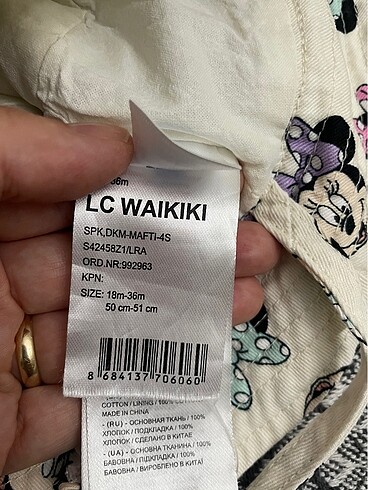 36m
LC WAIKIKI
SPK,DKM-MAFTI-4S
S42458Z1/LRA
ORD.NR:992963
KPN:
SIZE: 18m-36m
50 cm-51 cm
8 684137 706060
COTTON / LINING / 100%
MADE IN CHINA
- (RU) - ОСНОВНАЯ ТКАНЬ / 100%
ХЛОПОК / ПОДКЛАДКА / 100%
ХЛОПОК / СДЕЛАНО В КИТАЕ
- (UA) - ОСНОВНА ТКАНИНА / 100%
БАВОВНА / ПІДКЛАДКА / 100%
БАВОВНА / ВИРОБЛЕНО В КИТАЇ